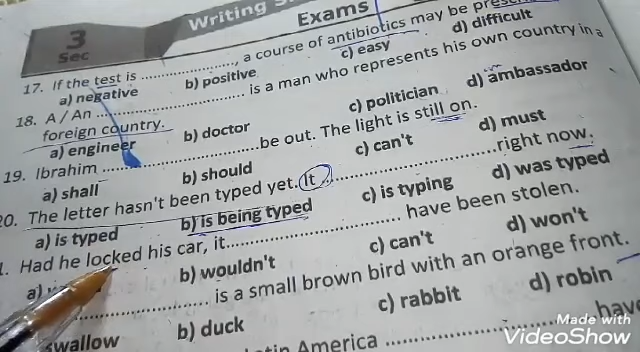 Writing
Exams
3
Sec
17. If the test is ...................., a course of antibiotics may be
a) negative b) positive c) easy d) difficult
18. A / An .............................. is a man who represents his own country in a
foreign country.
a) engineer b) doctor c) politician d) ambassador
19. Ibrahim ..............................be out. The light is still on.
a) shall b) should c) can't d) must
20. The letter hasn't been typed yet. It ..............................right now.
a) is typed b) is being typed c) is typing d) was typed
Had he locked his car, it.............................. have been stolen.
a) b) wouldn't c) can't d) won't
.............................. is a small brown bird with an orange front.
swallow b) duck c) rabbit d) robin
America .............................. have
Made with
VideoShow